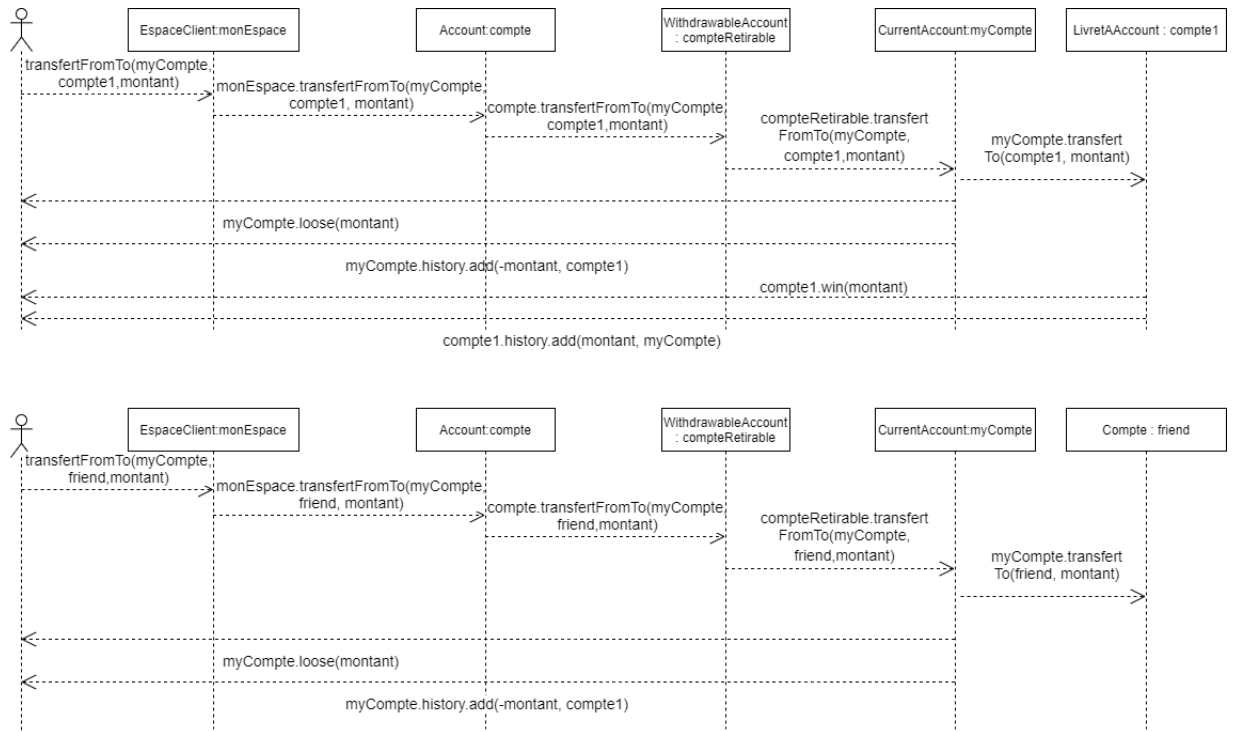 EspaceClient:monEspace
Account:compte
WithdrawableAccount
: compteRetirable
CurrentAccount:myCompte
LivretAAccount : compte1
transfertFromTo(myCompte,
compte1,montant)
monEspace.transfertFromTo(myCompte,
compte1, montant)
compte.transfertFromTo(myCompte,
compte1,montant)
compteRetirable.transfert
FromTo(myCompte,
compte1,montant)
myCompte.transfert
To(compte1, montant)
myCompte.loose(montant)
myCompte.history.add(-montant, compte1)
compte1.win(montant)
compte1.history.add(montant, myCompte)
EspaceClient:monEspace
Account:compte
WithdrawableAccount
: compteRetirable
CurrentAccount:myCompte
Compte : friend
transfertFromTo(myCompte,
friend,montant)
monEspace.transfertFromTo(myCompte,
friend, montant)
compte.transfertFromTo(myCompte,
friend,montant)
compteRetirable.transfert
FromTo(myCompte,
friend,montant)
myCompte.transfert
To(friend, montant)
myCompte.loose(montant)
myCompte.history.add(-montant, compte1)